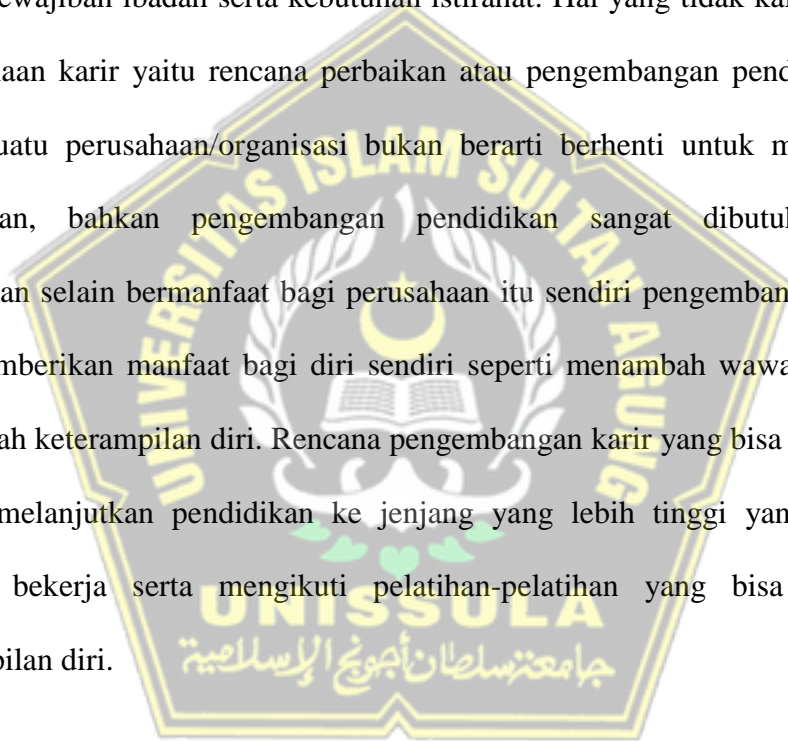 ewajiban ibadah serta kebutuhan istirahat. Hal yang tidak kal
aan karir yaitu rencana perbaikan atau pengembangan pend
uatu perusahaan/organisasi bukan berarti berhenti untuk m
an, bahkan pengembangan pendidikan sangat dibutul
an selain bermanfaat bagi perusahaan itu sendiri pengemban
mberikan manfaat bagi diri sendiri seperti menambah wawa
ah keterampilan diri. Rencana pengembangan karir yang bisa
melanjutkan pendidikan ke jenjang yang lebih tinggi yan
bekerja serta mengikuti pelatihan-pelatihan yang bisa
pilan diri.
UNIVERSITAS ISLAM SULTAN AGUNG
UNISSULA
جامعة سلطان أجونج الإسلامية